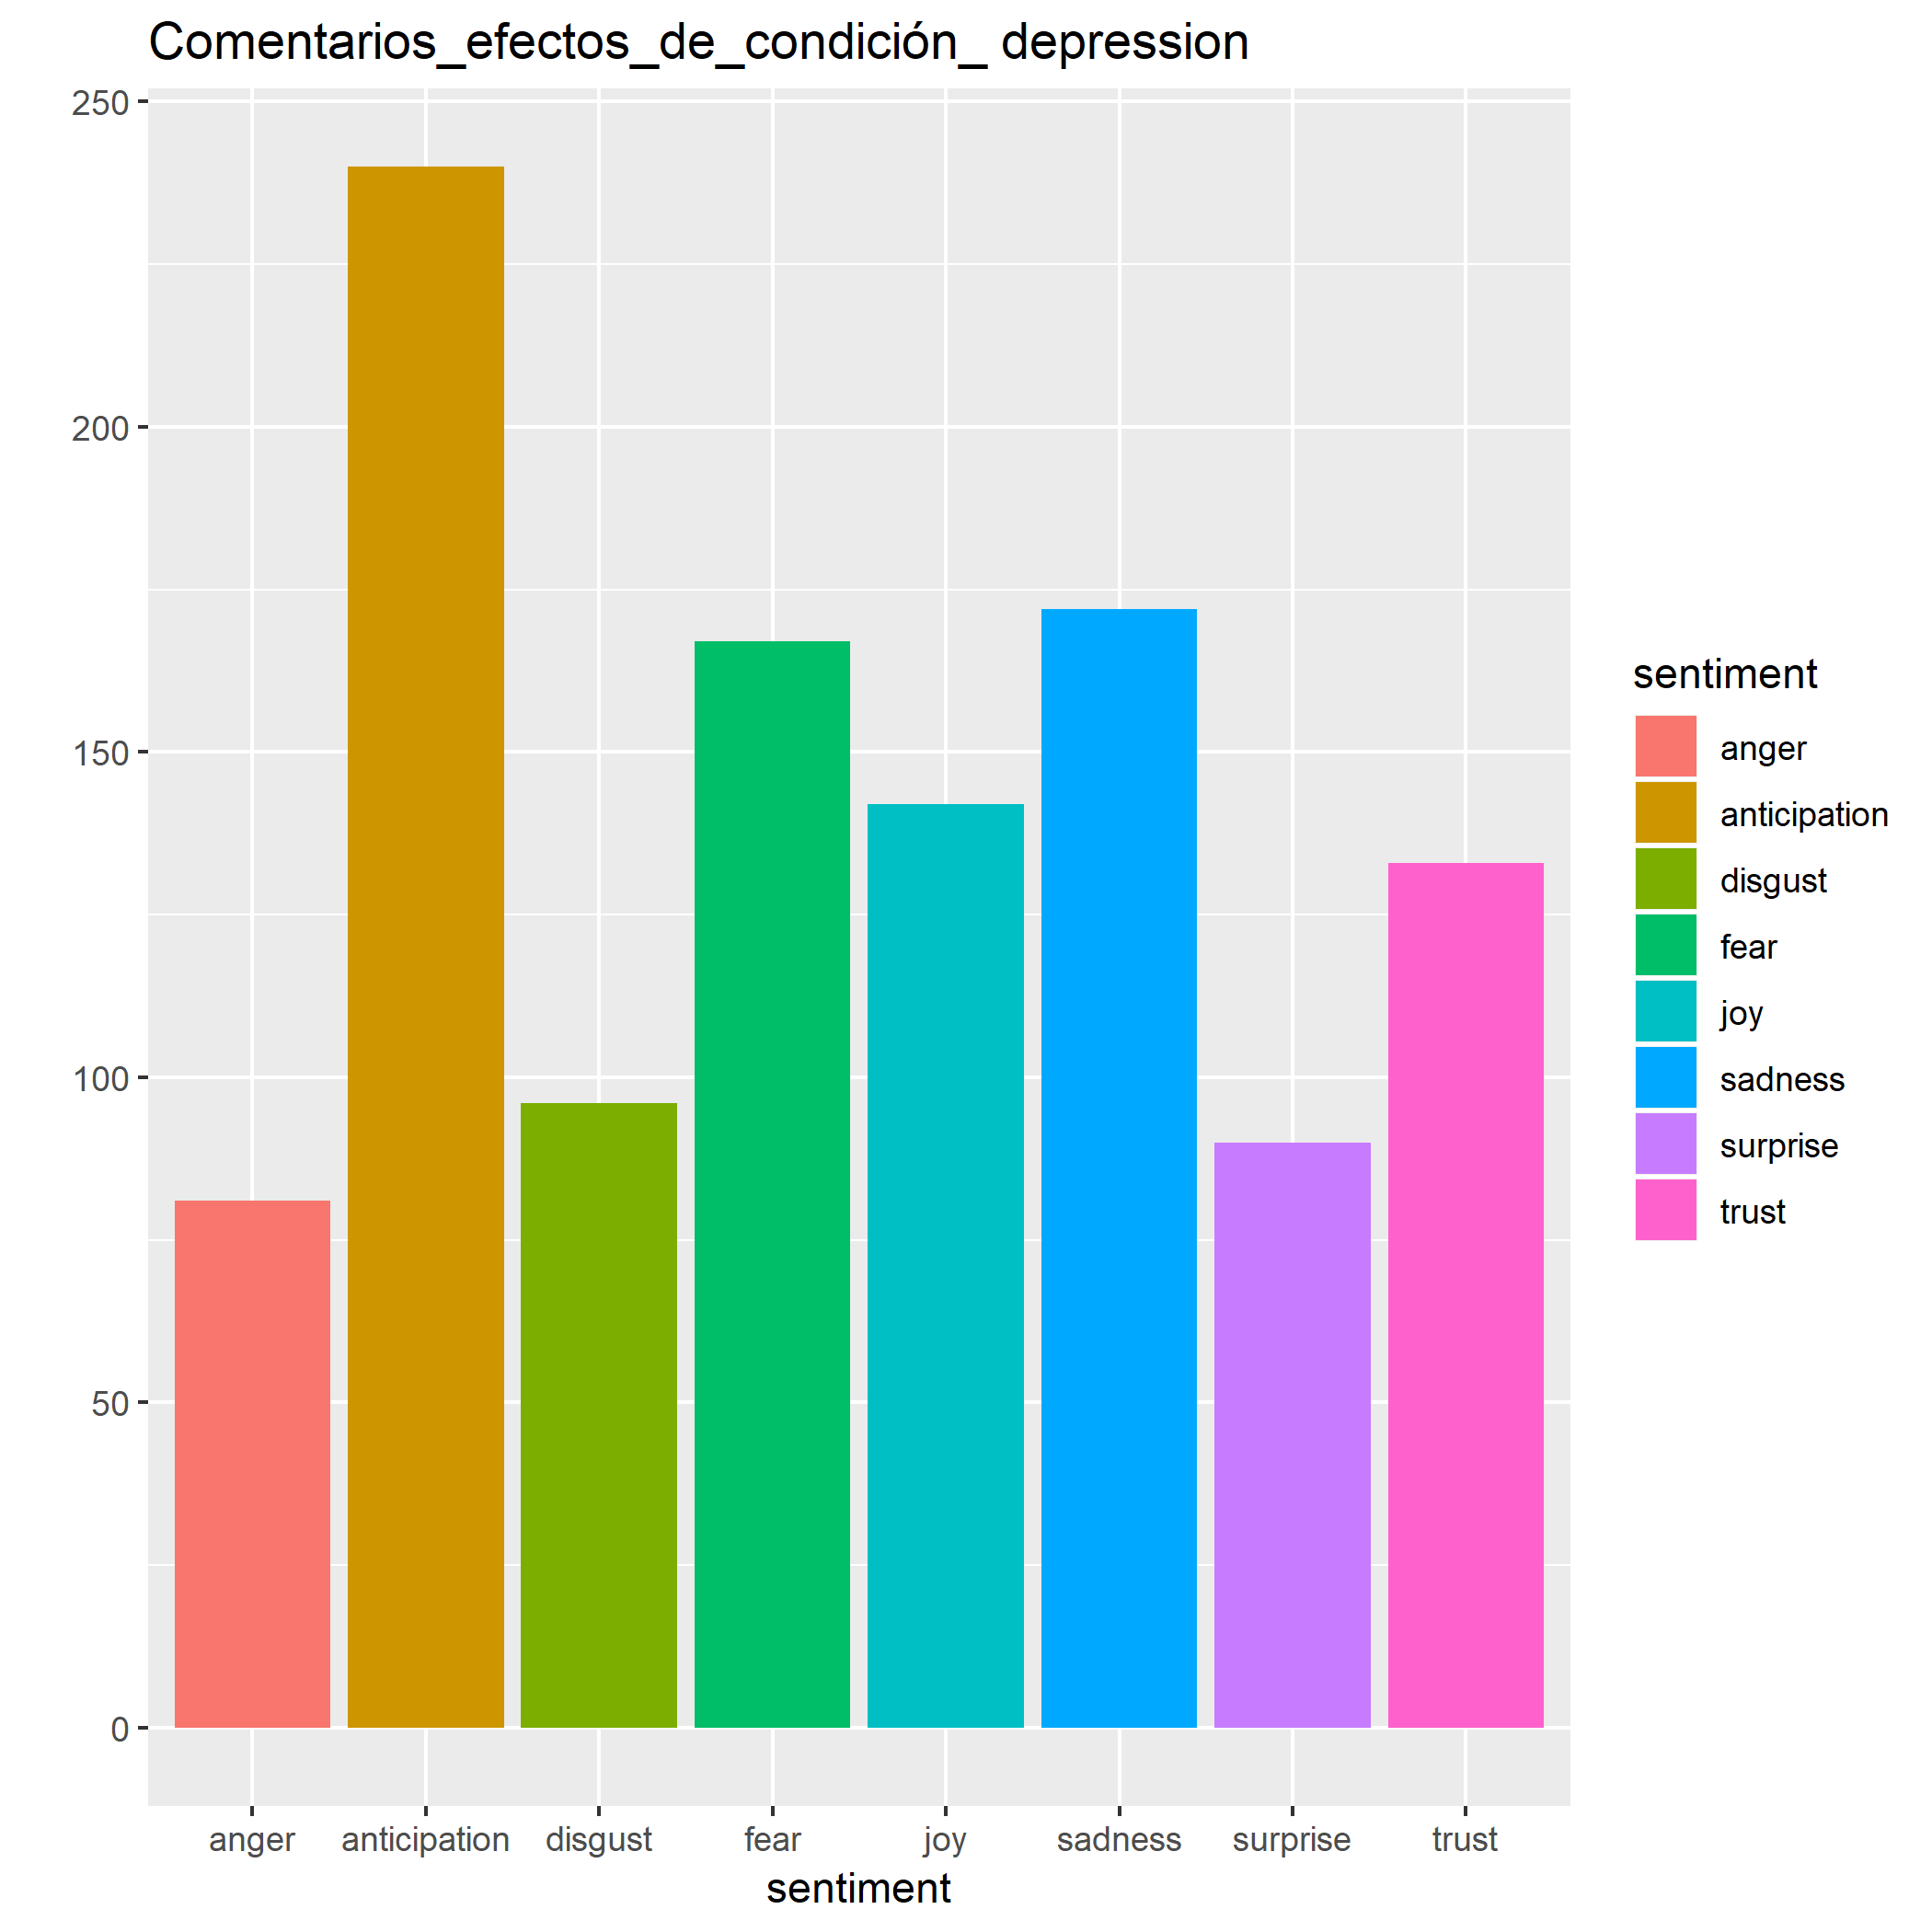 Comentarios_efectos_de_condición_ depression
250
200
150
100
50
0
anger anticipation disgust fear joy sadness surprise trust
sentiment
sentiment
anger
anticipation
disgust
fear
joy
sadness
surprise
trust